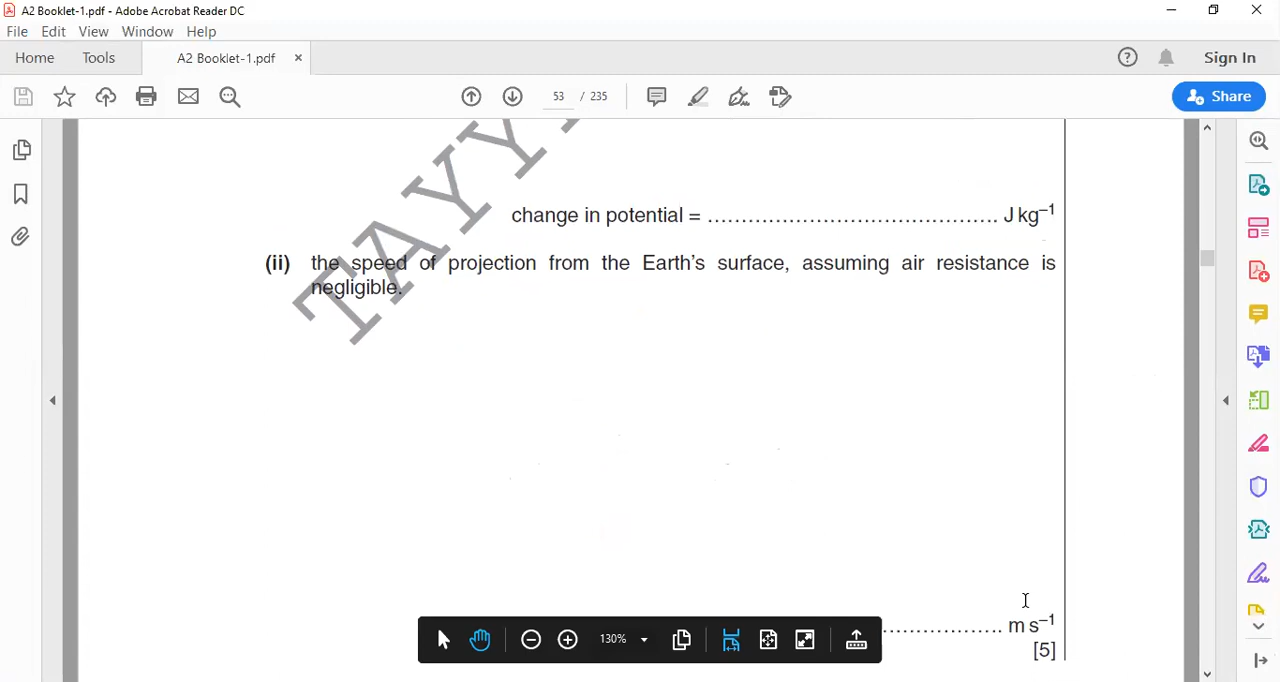 A2 Booklet-1.pdf - Adobe Acrobat Reader DC
File Edit View Window Help
Home Tools A2 Booklet-1.pdf × Sign In
53 / 235 Share
TAYY
change in potential = ........................................... J kg⁻¹
(ii) the speed of projection from the Earth's surface, assuming air resistance is
negligible.
130%
.................. m s⁻¹
[5]